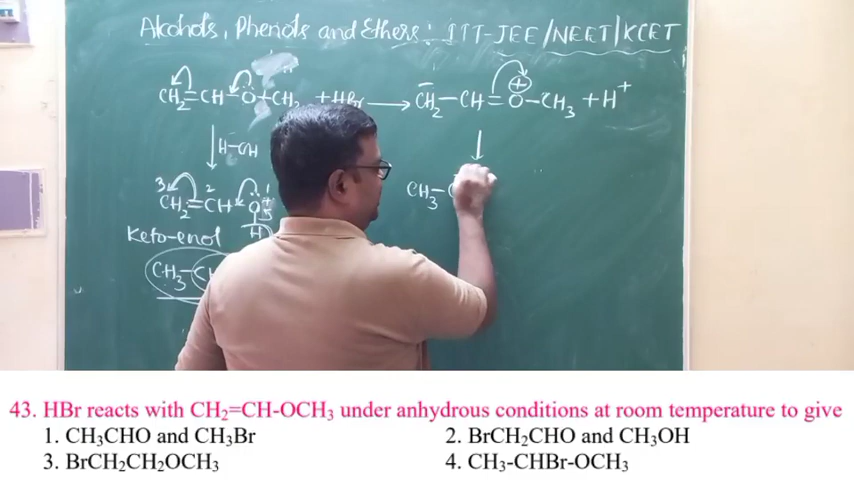 Alcohols, Phenols and Ethers: IIT-JEE/NEET/KCET
CH2=CH-O-CH3 +HBr → CH2-CH=O-CH3 +H+
H-OH
3 2 1
CH2=CH O
H
Keto-enol
CH3
CH3-
43. HBr reacts with CH2=CH-OCH3 under anhydrous conditions at room temperature to give
1. CH3CHO and CH3Br 2. BrCH2CHO and CH3OH
3. BrCH2CH2OCH3 4. CH3-CHBr-OCH3